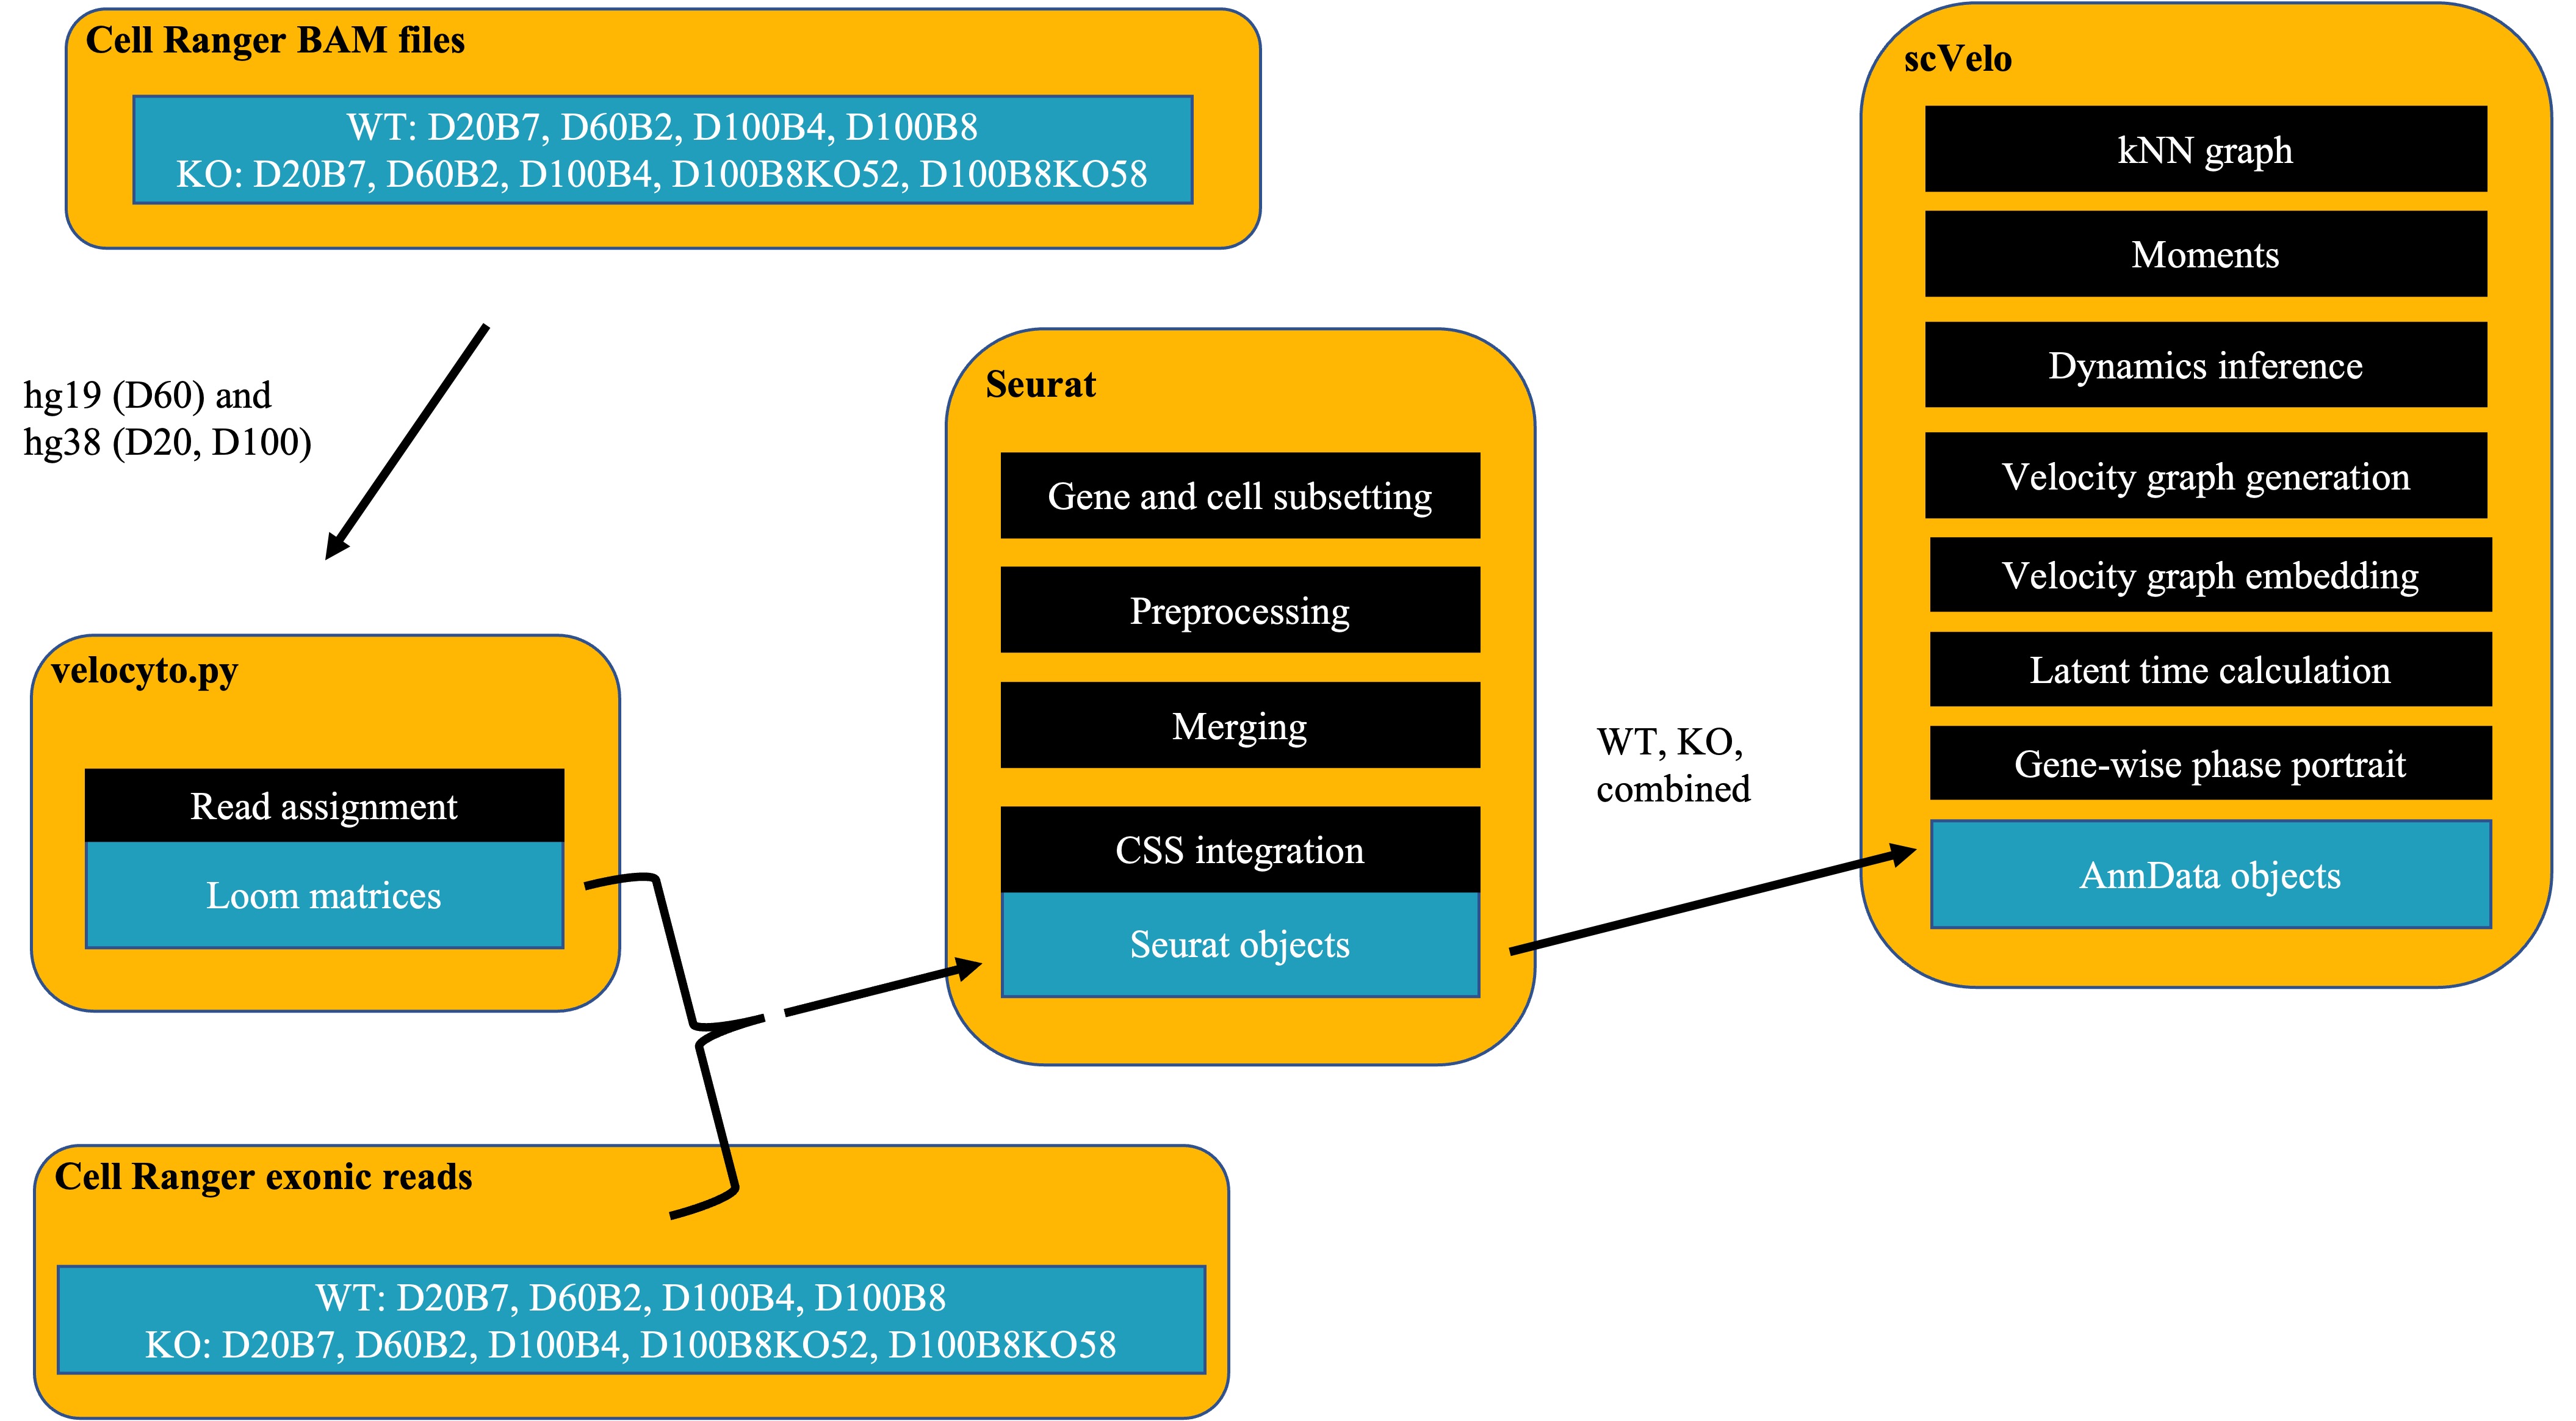 Cell Ranger BAM files
WT: D20B7, D60B2, D100B4, D100B8
KO: D20B7, D60B2, D100B4, D100B8KO52, D100B8KO58
hg19 (D60) and
hg38 (D20, D100)
velocyto.py
Read assignment
Loom matrices
Cell Ranger exonic reads
WT: D20B7, D60B2, D100B4, D100B8
KO: D20B7, D60B2, D100B4, D100B8KO52, D100B8KO58
Seurat
Gene and cell subsetting
Preprocessing
Merging
CSS integration
Seurat objects
WT, KO,
combined
scVelo
kNN graph
Moments
Dynamics inference
Velocity graph generation
Velocity graph embedding
Latent time calculation
Gene-wise phase portrait
AnnData objects